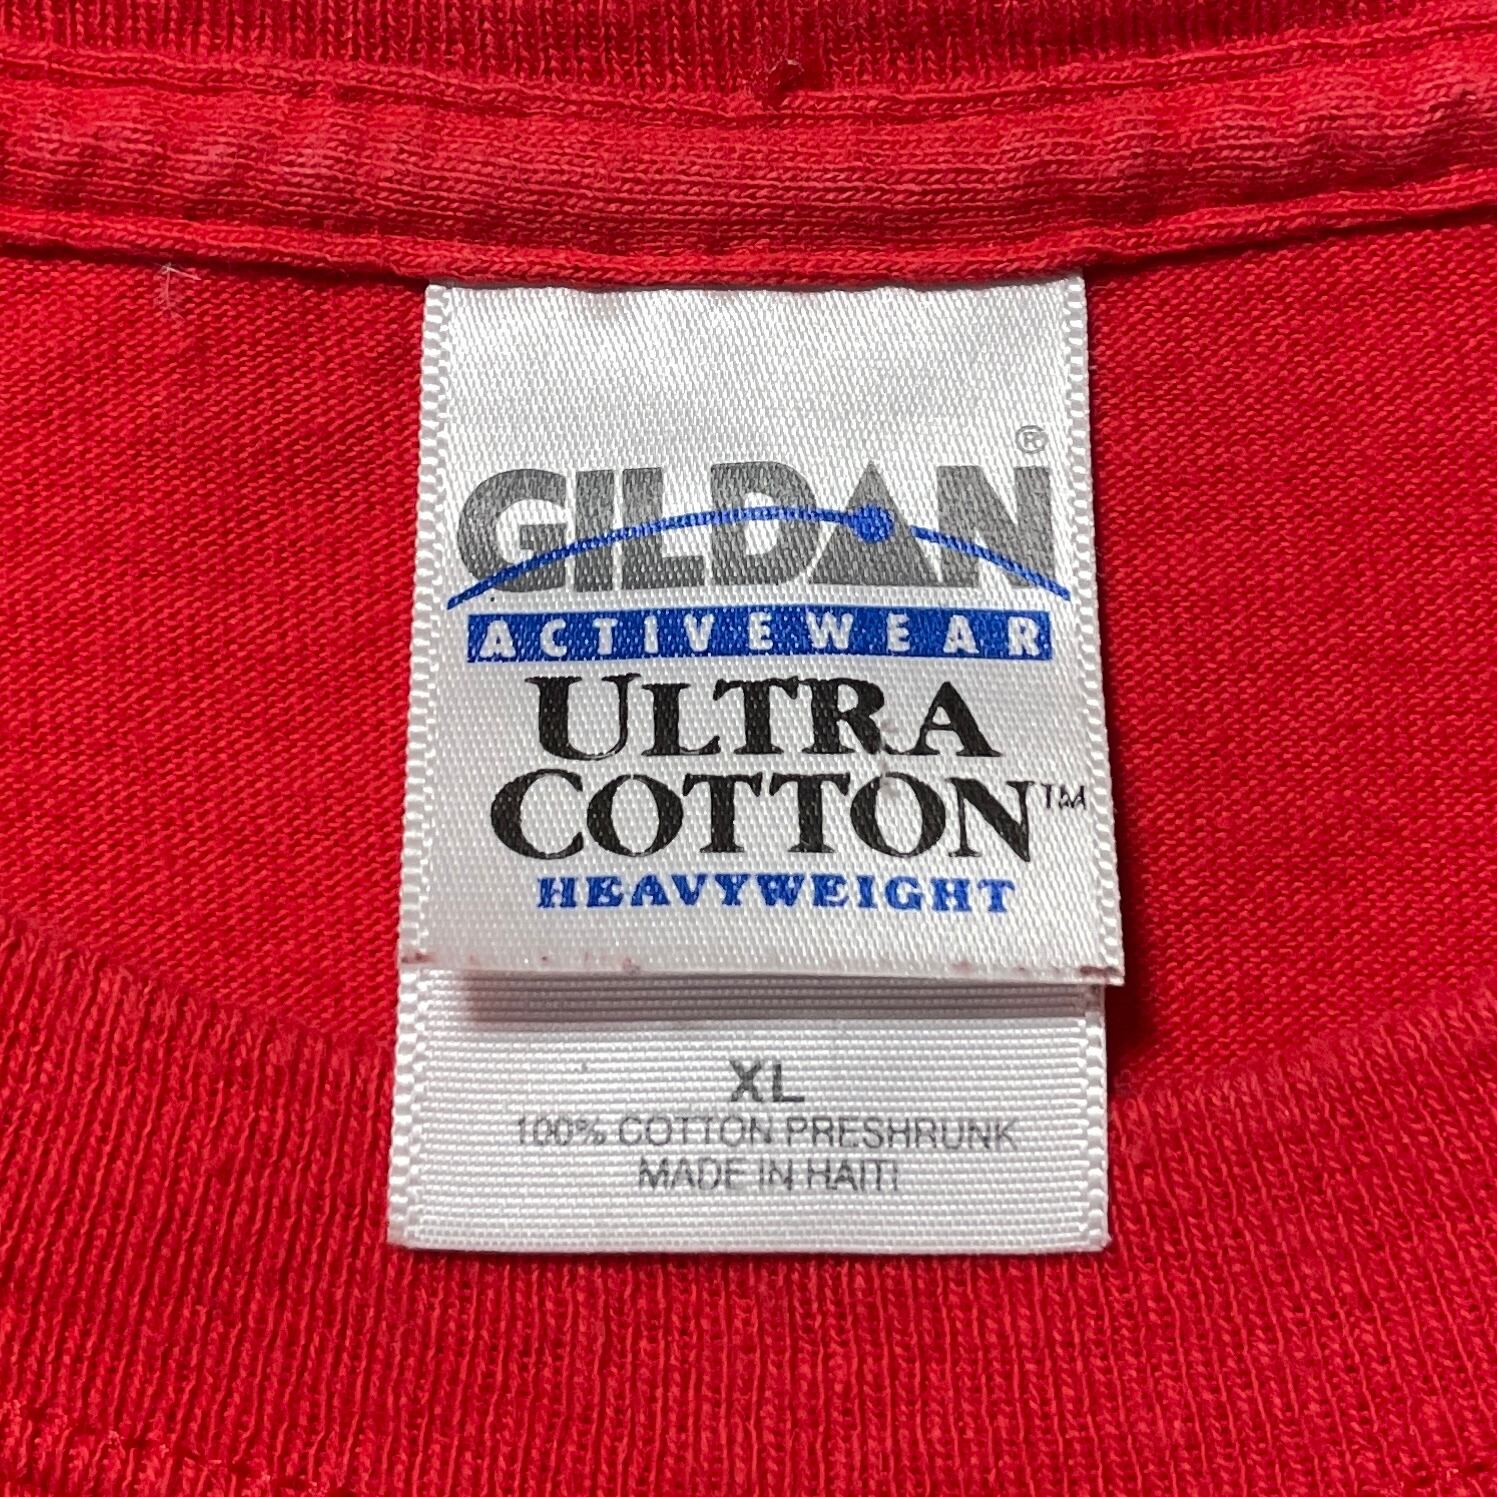 GILDAN®
ACTIVEWEAR
ULTRA
COTTON™
HEAVYWEIGHT
XL
100% COTTON PRESHRUNK
MADE IN HAITI